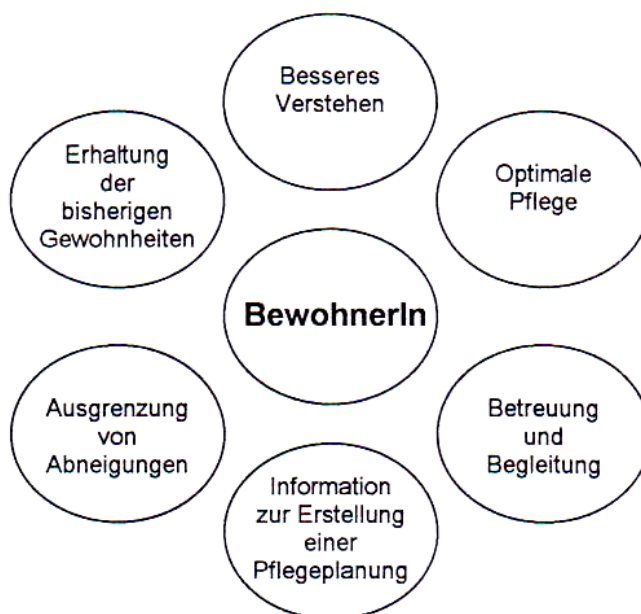 Besseres
Verstehen
Erhaltung
der
bisherigen
Gewohnheiten
Optimale
Pflege
BewohnerIn
Ausgrenzung
von
Abneigungen
Betreuung
und
Begleitung
Information
zur Erstellung
einer
Pflegeplanung